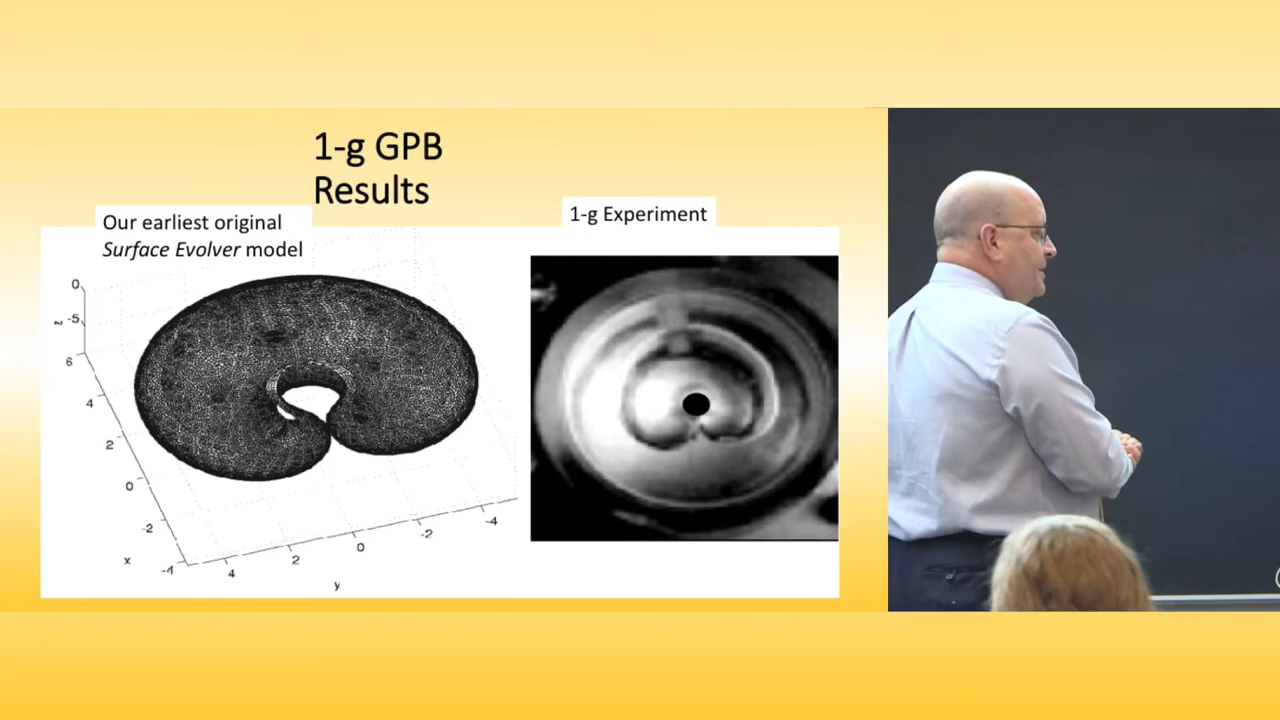 1-g GPB
Results
Our earliest original
Surface Evolver model
1-g Experiment
0
-5
z
6
4
2
0
-2
-4
x
4
2
0
-2
-4
y